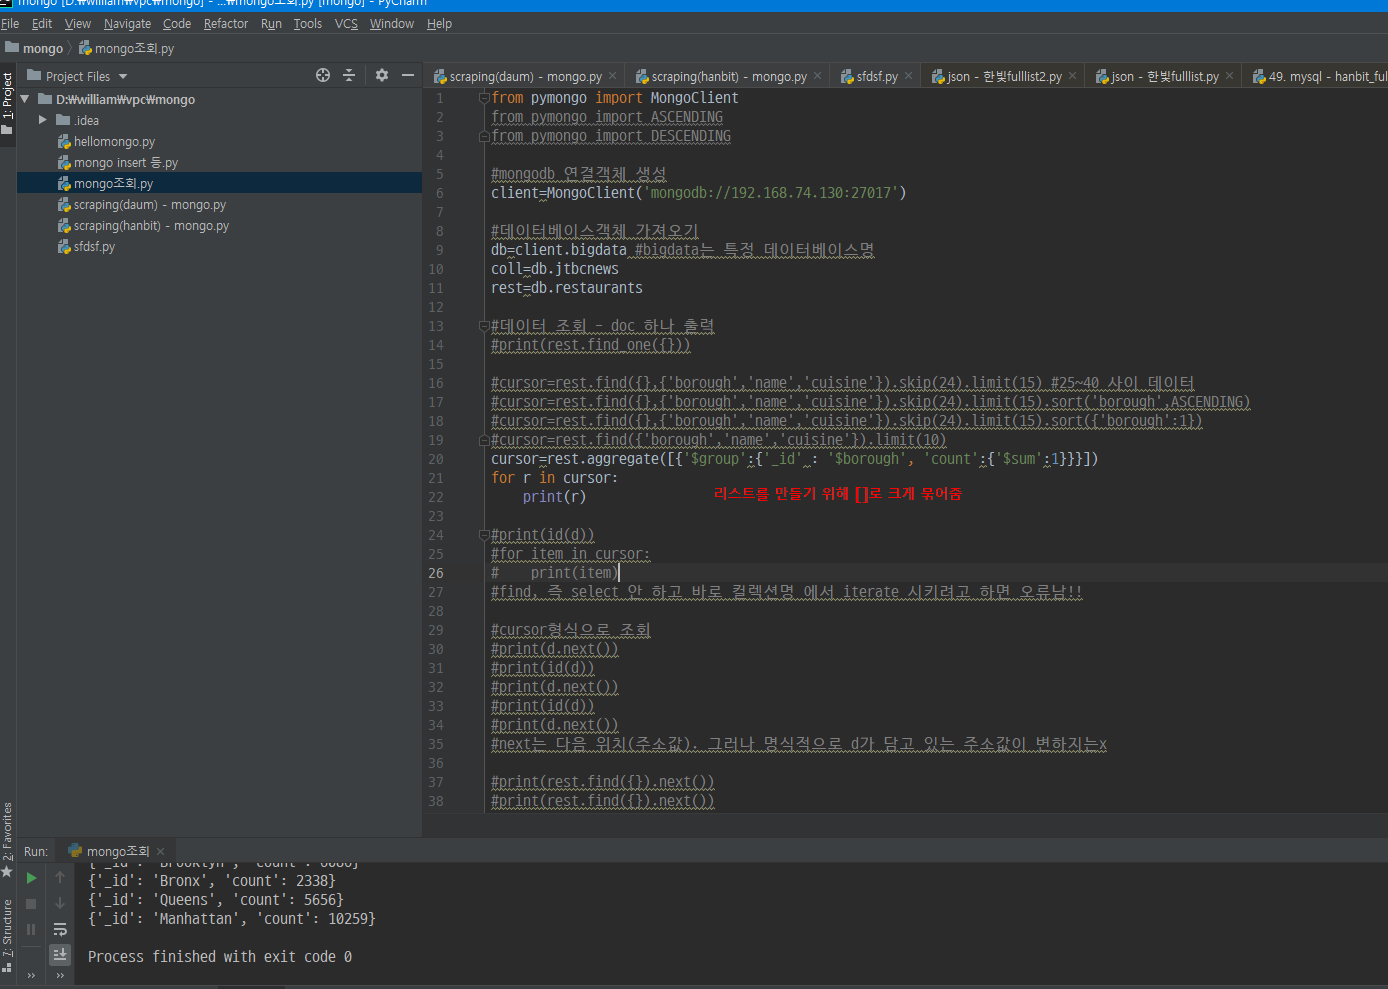 mongo [D:₩william₩vpc₩mongo] - ...₩mongo조회.py [mongo] - PyCharm
File Edit View Navigate Code Refactor Run Tools VCS Window Help
mongo mongo조회.py
1: Project
Project Files
scraping(daum) - mongo.py scraping(hanbit) - mongo.py sfdsf.py json - 한빛fulllist2.py json - 한빛fulllist.py 49. mysql - hanbit_ful
D:₩william₩vpc₩mongo
.idea
hellomongo.py
mongo insert 등.py
mongo조회.py
scraping(daum) - mongo.py
scraping(hanbit) - mongo.py
sfdsf.py
1 from pymongo import MongoClient
2 from pymongo import ASCENDING
3 from pymongo import DESCENDING
4
5 #mongodb 연결객체 생성
6 client=MongoClient('mongodb://192.168.74.130:27017')
7
8 #데이터베이스객체 가져오기
9 db=client.bigdata #bigdata는 특정 데이터베이스명
10 coll=db.jtbcnews
11 rest=db.restaurants
12
13 #데이터 조회 - doc 하나 출력
14 #print(rest.find_one({}))
15
16 #cursor=rest.find({},{'borough','name','cuisine'}).skip(24).limit(15) #25~40 사이 데이터
17 #cursor=rest.find({},{'borough','name','cuisine'}).skip(24).limit(15).sort('borough',ASCENDING)
18 #cursor=rest.find({},{'borough','name','cuisine'}).skip(24).limit(15).sort({'borough':1})
19 #cursor=rest.find({'borough','name','cuisine'}).limit(10)
20 cursor=rest.aggregate([{'$group':{'_id' : '$borough', 'count':{'$sum':1}}}])
21 for r in cursor:
22 print(r) 리스트를 만들기 위해 []로 크게 묶어줌
23
24 #print(id(d))
25 #for item in cursor:
26 # print(item)
27 #find, 즉 select 안 하고 바로 컬렉션명 에서 iterate 시키려고 하면 오류남!!
28
29 #cursor형식으로 조회
30 #print(d.next())
31 #print(id(d))
32 #print(d.next())
33 #print(id(d))
34 #print(d.next())
35 #next는 다음 위치(주소값). 그러나 명식적으로 d가 담고 있는 주소값이 변하지는x
36
37 #print(rest.find({}).next())
38 #print(rest.find({}).next())
2: Favorites
7: Structure
Run: mongo조회
{'_id': 'Brooklyn', 'count': 6086}
{'_id': 'Bronx', 'count': 2338}
{'_id': 'Queens', 'count': 5656}
{'_id': 'Manhattan', 'count': 10259}
Process finished with exit code 0